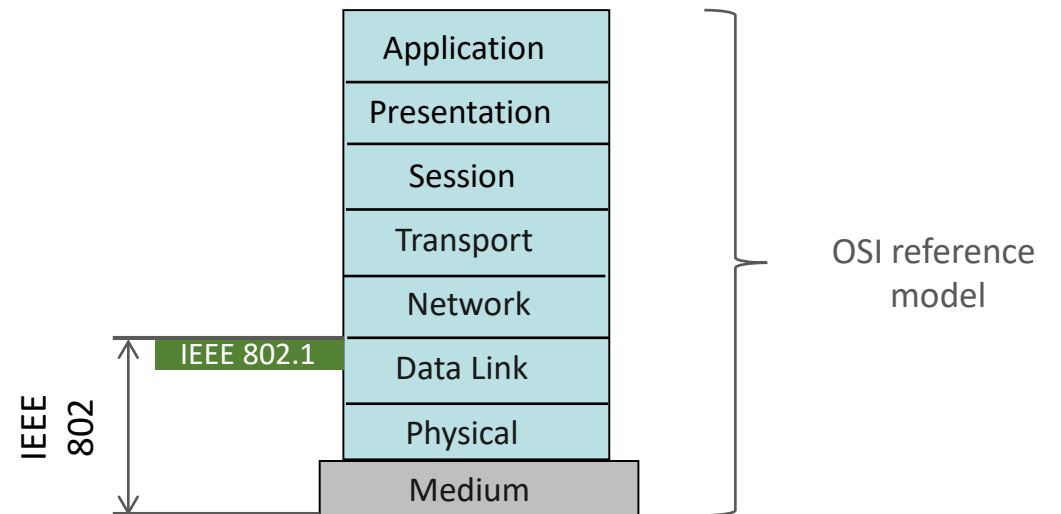 Application
Presentation
Session
Transport
Network
Data Link
Physical
Medium
IEEE 802.1
IEEE
802
OSI reference
model